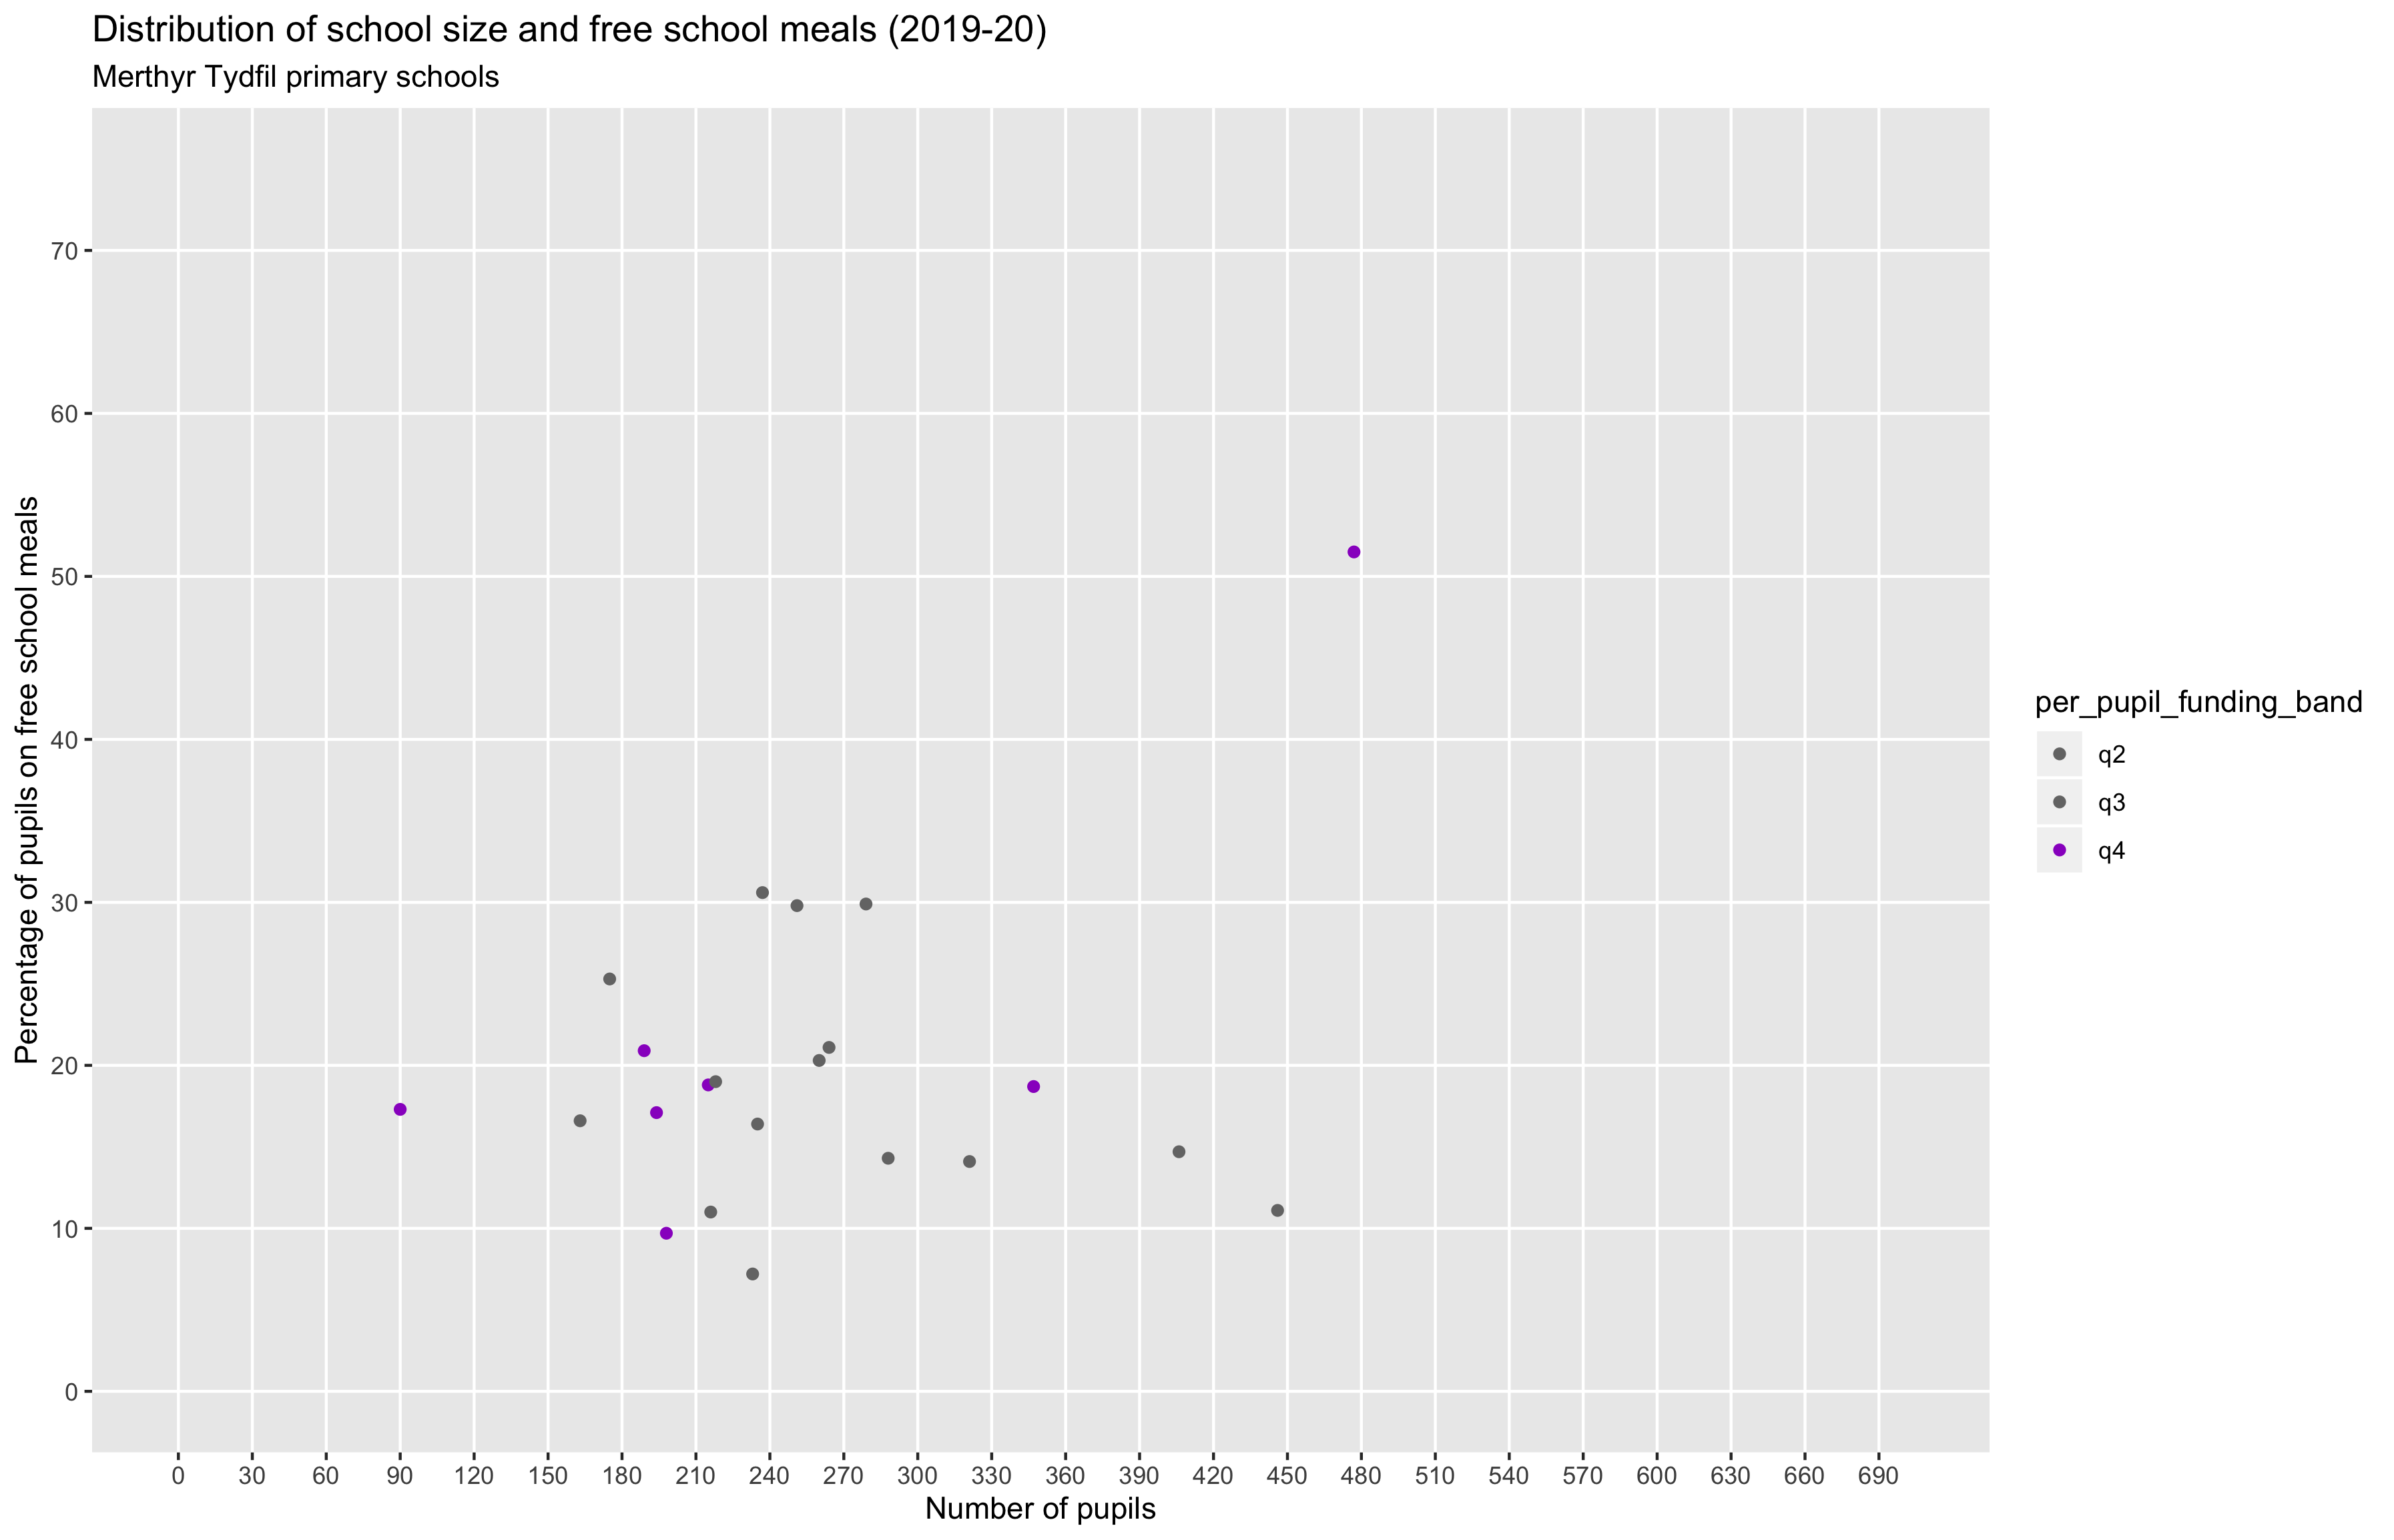 Distribution of school size and free school meals (2019-20)
Merthyr Tydfil primary schools
Percentage of pupils on free school meals
70
60
50
40
30
20
10
0
0 30 60 90 120 150 180 210 240 270 300 330 360 390 420 450 480 510 540 570 600 630 660 690
Number of pupils
per_pupil_funding_band
q2
q3
q4